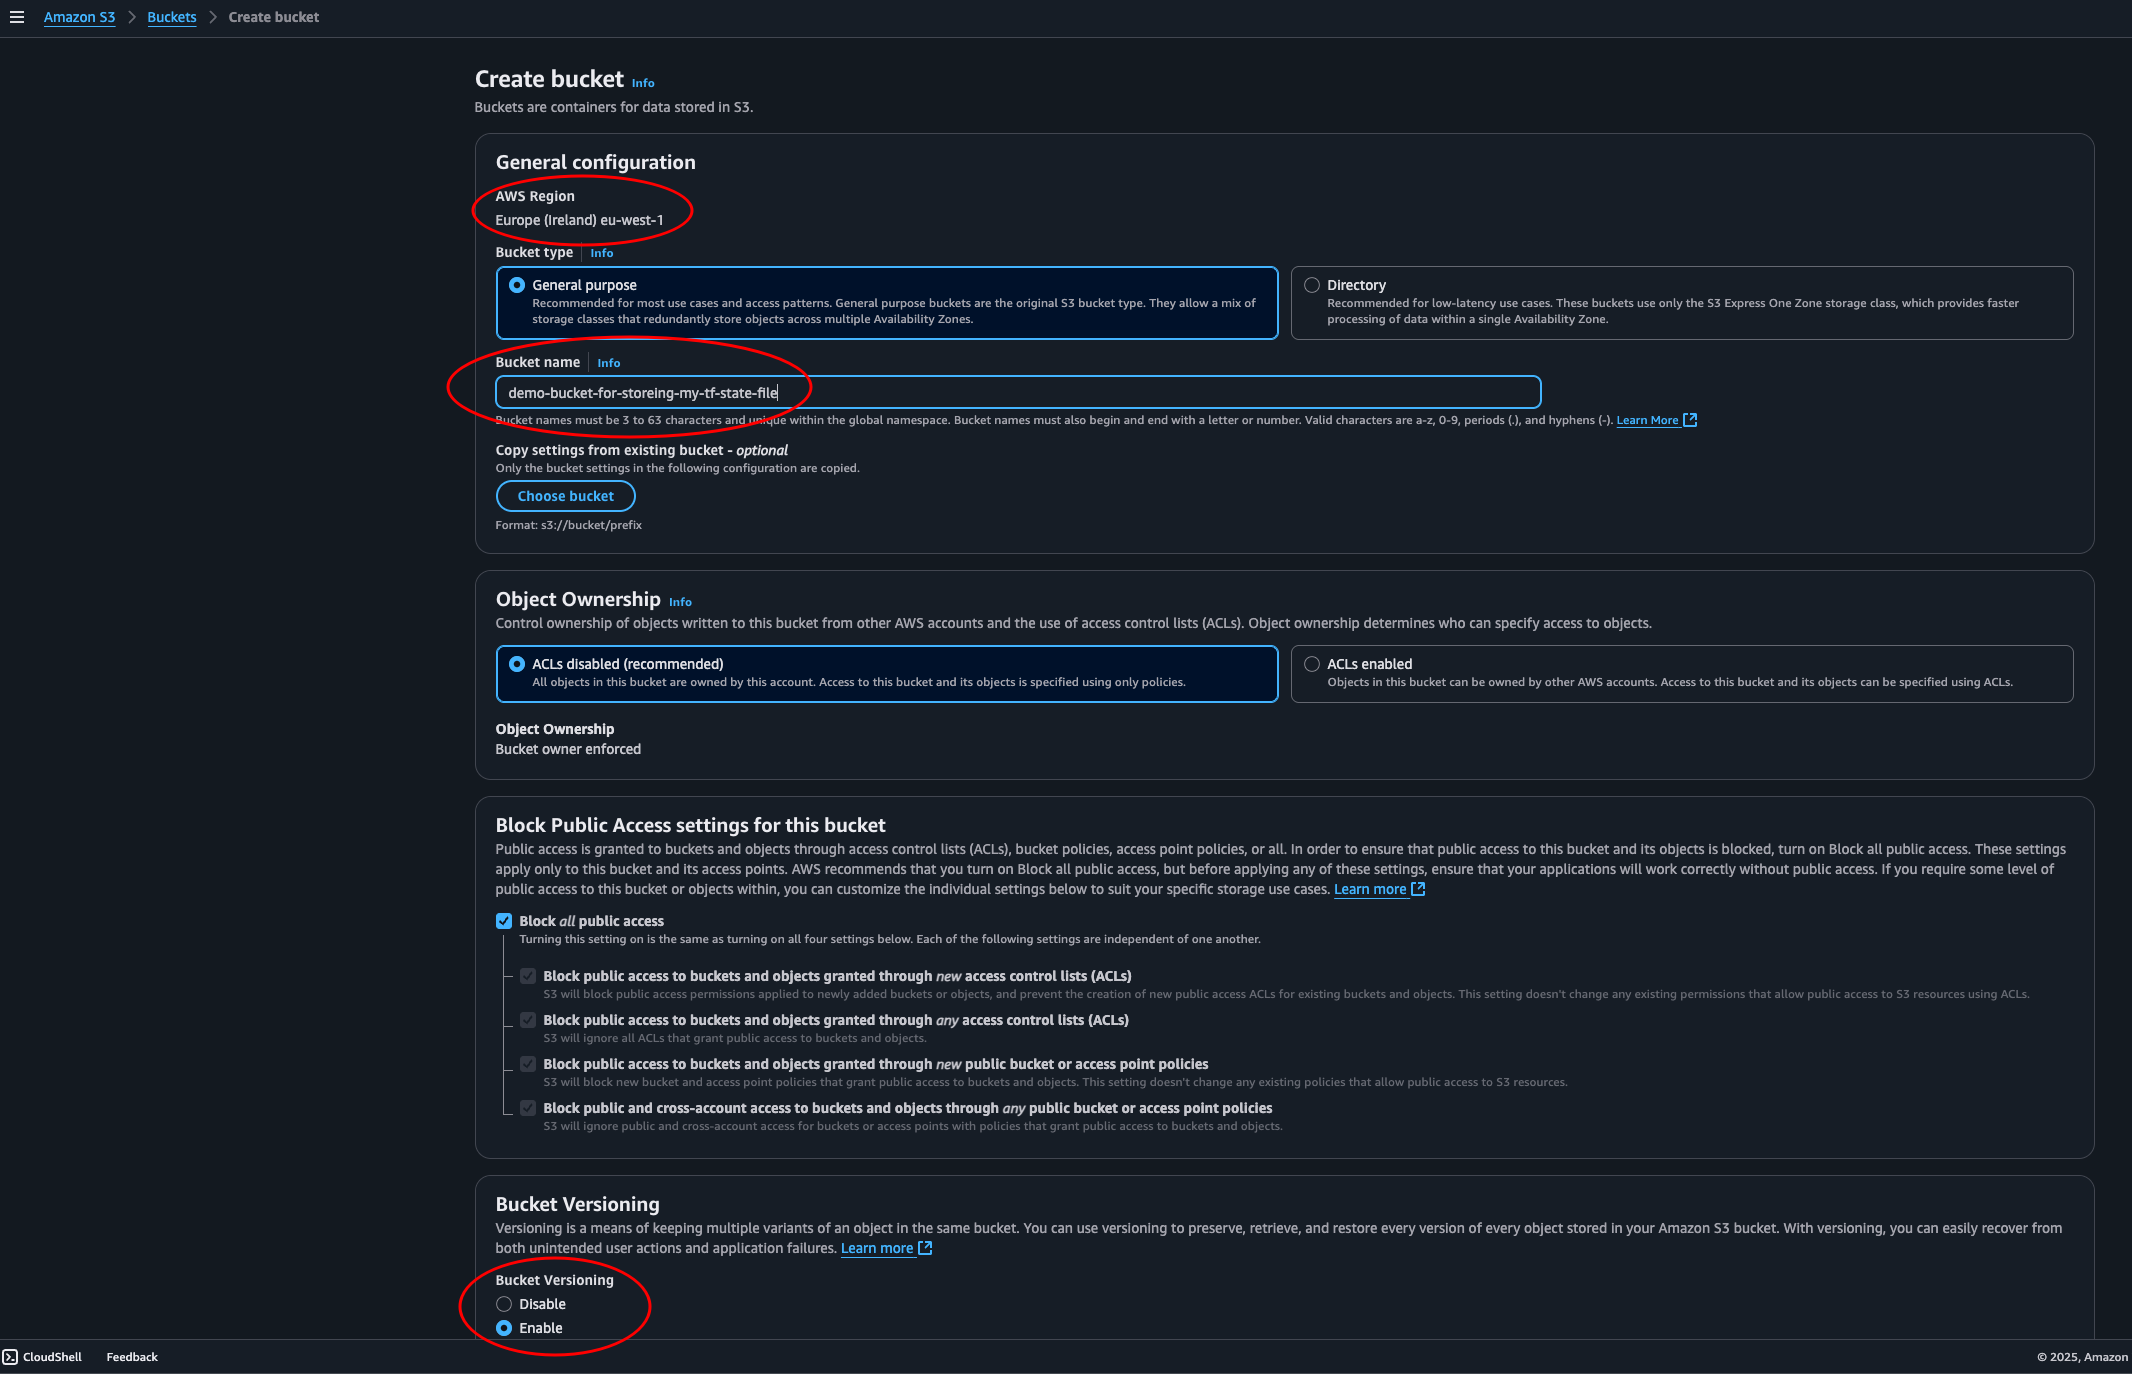 Amazon S3 > Buckets > Create bucket
Create bucket Info
Buckets are containers for data stored in S3.
General configuration
AWS Region
Europe (Ireland) eu-west-1
Bucket type Info
General purpose
Recommended for most use cases and access patterns. General purpose buckets are the original S3 bucket type. They allow a mix of
storage classes that redundantly store objects across multiple Availability Zones.
Directory
Recommended for low-latency use cases. These buckets use only the S3 Express One Zone storage class, which provides faster
processing of data within a single Availability Zone.
Bucket name Info
demo-bucket-for-storeing-my-tf-state-file
Bucket names must be 3 to 63 characters and unique within the global namespace. Bucket names must also begin and end with a letter or number. Valid characters are a-z, 0-9, periods (.), and hyphens (-). Learn More
Copy settings from existing bucket - optional
Only the bucket settings in the following configuration are copied.
Choose bucket
Format: s3://bucket/prefix
Object Ownership Info
Control ownership of objects written to this bucket from other AWS accounts and the use of access control lists (ACLs). Object ownership determines who can specify access to objects.
ACLs disabled (recommended)
All objects in this bucket are owned by this account. Access to this bucket and its objects is specified using only policies.
ACLs enabled
Objects in this bucket can be owned by other AWS accounts. Access to this bucket and its objects can be specified using ACLs.
Object Ownership
Bucket owner enforced
Block Public Access settings for this bucket
Public access is granted to buckets and objects through access control lists (ACLs), bucket policies, access point policies, or all. In order to ensure that public access to this bucket and its objects is blocked, turn on Block all public access. These settings
apply only to this bucket and its access points. AWS recommends that you turn on Block all public access, but before applying any of these settings, ensure that your applications will work correctly without public access. If you require some level of
public access to this bucket or objects within, you can customize the individual settings below to suit your specific storage use cases. Learn more
Block all public access
Turning this setting on is the same as turning on all four settings below. Each of the following settings are independent of one another.
Block public access to buckets and objects granted through new access control lists (ACLs)
S3 will block public access permissions applied to newly added buckets or objects, and prevent the creation of new public access ACLs for existing buckets and objects. This setting doesn't change any existing permissions that allow public access to S3 resources using ACLs.
Block public access to buckets and objects granted through any access control lists (ACLs)
S3 will ignore all ACLs that grant public access to buckets and objects.
Block public access to buckets and objects granted through new public bucket or access point policies
S3 will block new bucket and access point policies that grant public access to buckets and objects. This setting doesn't change any existing policies that allow public access to S3 resources.
Block public and cross-account access to buckets and objects through any public bucket or access point policies
S3 will ignore public and cross-account access for buckets or access points with policies that grant public access to buckets and objects.
Bucket Versioning
Versioning is a means of keeping multiple variants of an object in the same bucket. You can use versioning to preserve, retrieve, and restore every version of every object stored in your Amazon S3 bucket. With versioning, you can easily recover from
both unintended user actions and application failures. Learn more
Bucket Versioning
Disable
Enable
CloudShell Feedback © 2025, Amazon